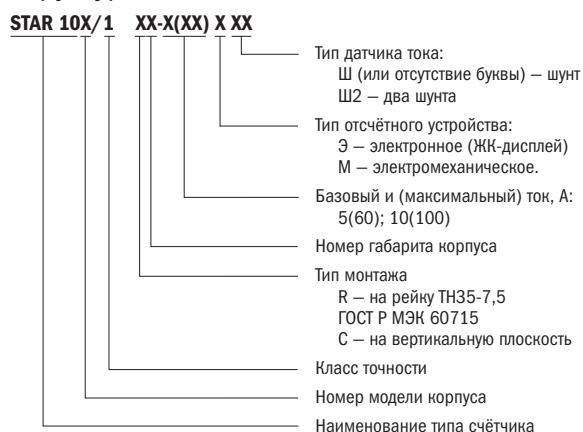 STAR 10X/1 XX-X(XX) X XX
Тип датчика тока:
Ш (или отсутствие буквы) — шунт
Ш2 — два шунта
Тип отсчётного устройства:
Э — электронное (ЖК-дисплей)
М — электромеханическое.
Базовый и (максимальный) ток, А:
5(60); 10(100)
Номер габарита корпуса
Тип монтажа
R — на рейку ТН35-7,5
ГОСТ Р МЭК 60715
С — на вертикальную плоскость
Класс точности
Номер модели корпуса
Наименование типа счётчика